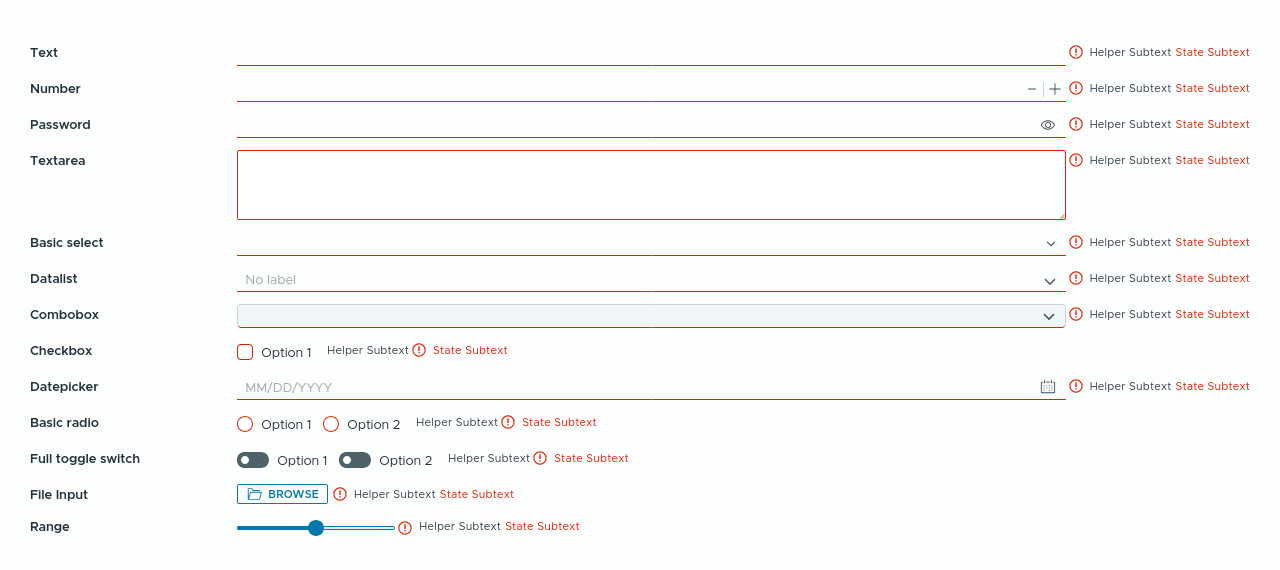 Text Helper Subtext State Subtext
Number Helper Subtext State Subtext
Password Helper Subtext State Subtext
Textarea Helper Subtext State Subtext
Basic select Helper Subtext State Subtext
Datalist No label Helper Subtext State Subtext
Combobox Helper Subtext State Subtext
Checkbox Option 1 Helper Subtext State Subtext
Datepicker MM/DD/YYYY Helper Subtext State Subtext
Basic radio Option 1 Option 2 Helper Subtext State Subtext
Full toggle switch Option 1 Option 2 Helper Subtext State Subtext
File Input BROWSE Helper Subtext State Subtext
Range Helper Subtext State Subtext